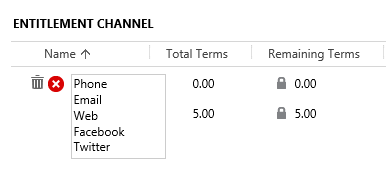 ENTITLEMENT CHANNEL
Name Total Terms Remaining Terms
Phone 0.00 0.00
Email
Web 5.00 5.00
Facebook
Twitter